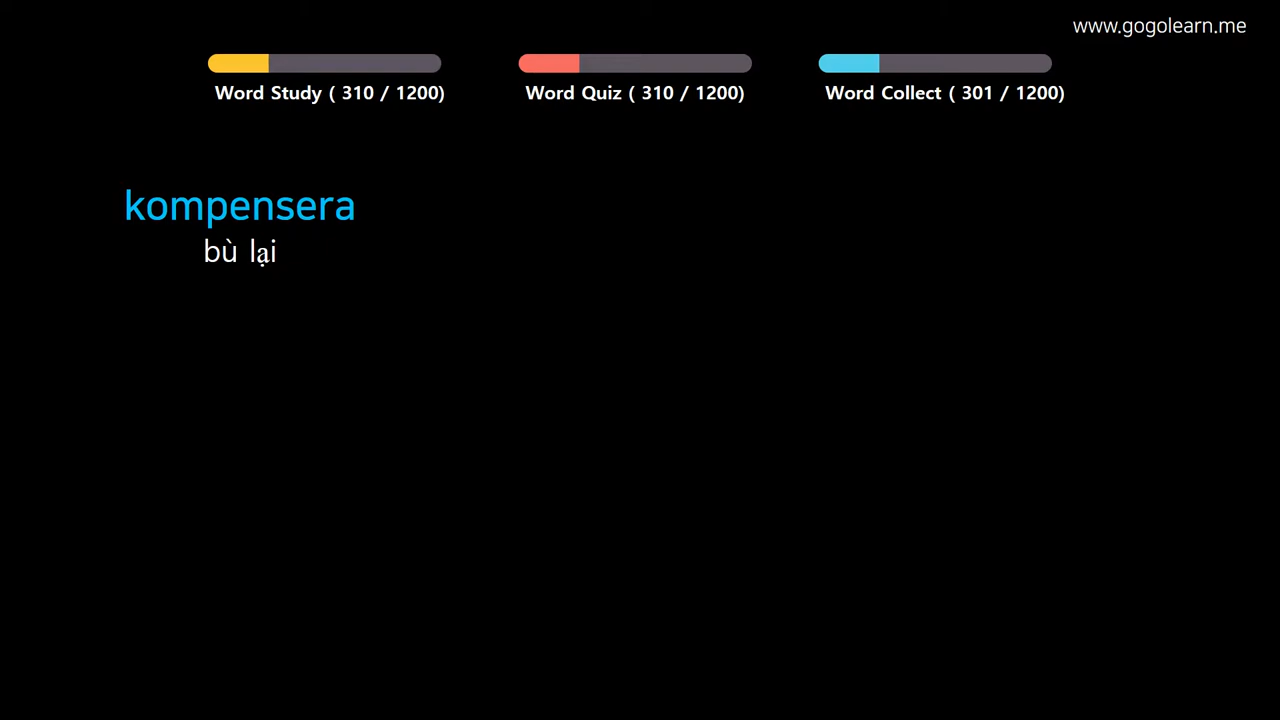 www.gogolearn.me
Word Study ( 310 / 1200)
Word Quiz ( 310 / 1200)
Word Collect ( 301 / 1200)
kompensera
bù lại